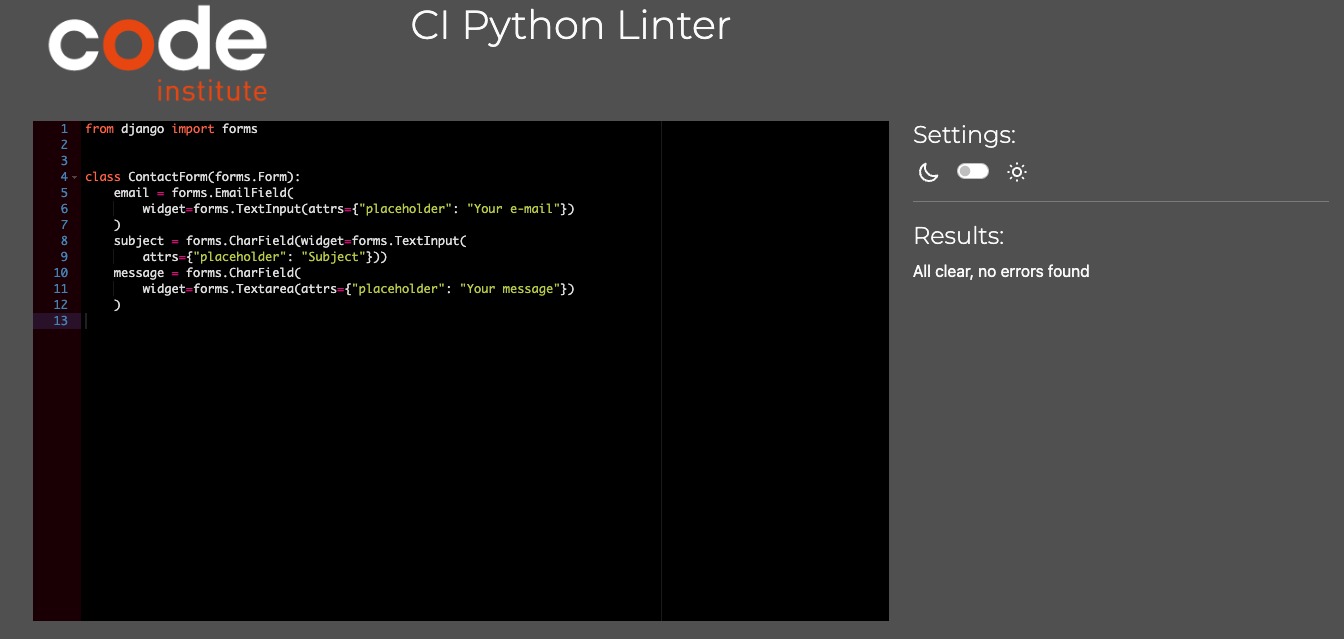 code
institute
CI Python Linter
1 from django import forms
2
3
4 class ContactForm(forms.Form):
5     email = forms.EmailField(
6         widget=forms.TextInput(attrs={"placeholder": "Your e-mail"})
7     )
8     subject = forms.CharField(widget=forms.TextInput(
9         attrs={"placeholder": "Subject"}))
10     message = forms.CharField(
11         widget=forms.Textarea(attrs={"placeholder": "Your message"})
12     )
13
Settings:
Results:
All clear, no errors found